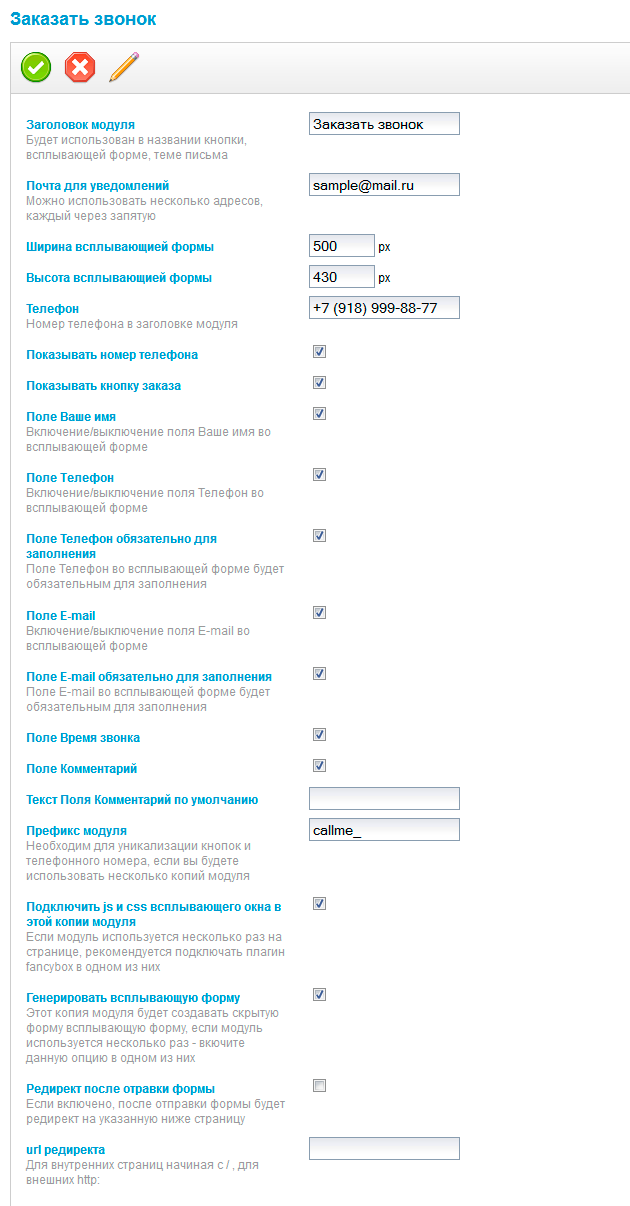 Заказать звонок
Заголовок модуля
Заказать звонок
Будет использован в названии кнопки,
всплывающей форме, теме письма
Почта для уведомлений
sample@mail.ru
Можно использовать несколько адресов,
каждый через запятую
Ширина всплывающией формы
500 px
Высота всплывающией формы
430 px
Телефон
+7 (918) 999-88-77
Номер телефона в заголовке модуля
Показывать номер телефона
Показывать кнопку заказа
Поле Ваше имя
Включение/выключение поля Ваше имя во
всплывающей форме
Поле Телефон
Включение/выключение поля Телефон во
всплывающей форме
Поле Телефон обязательно для
заполнения
Поле Телефон во всплывающей форме будет
обязательным для заполнения
Поле E-mail
Включение/выключение поля E-mail во
всплывающей форме
Поле E-mail обязательно для заполнения
Поле E-mail во всплывающей форме будет
обязательным для заполнения
Поле Время звонка
Поле Комментарий
Текст Поля Комментарий по умолчанию
Префикс модуля
callme_
Необходим для уникализации кнопок и
телефонного номера, если вы будете
использовать несколько копий модуля
Подключить js и css всплывающего окна в
этой копии модуля
Если модуль используется несколько раз на
странице, рекомендуется подключать плагин
fancybox в одном из них
Генерировать всплывающую форму
Этот копия модуля будет создавать скрытую
форму всплывающую форму, если модуль
используется несколько раз - вкючите
данную опцию в одном из них
Редирект после отравки формы
Если включено, после отправки формы будет
редирект на указанную ниже страницу
url редиректа
Для внутренних страниц начиная с / , для
внешних http: